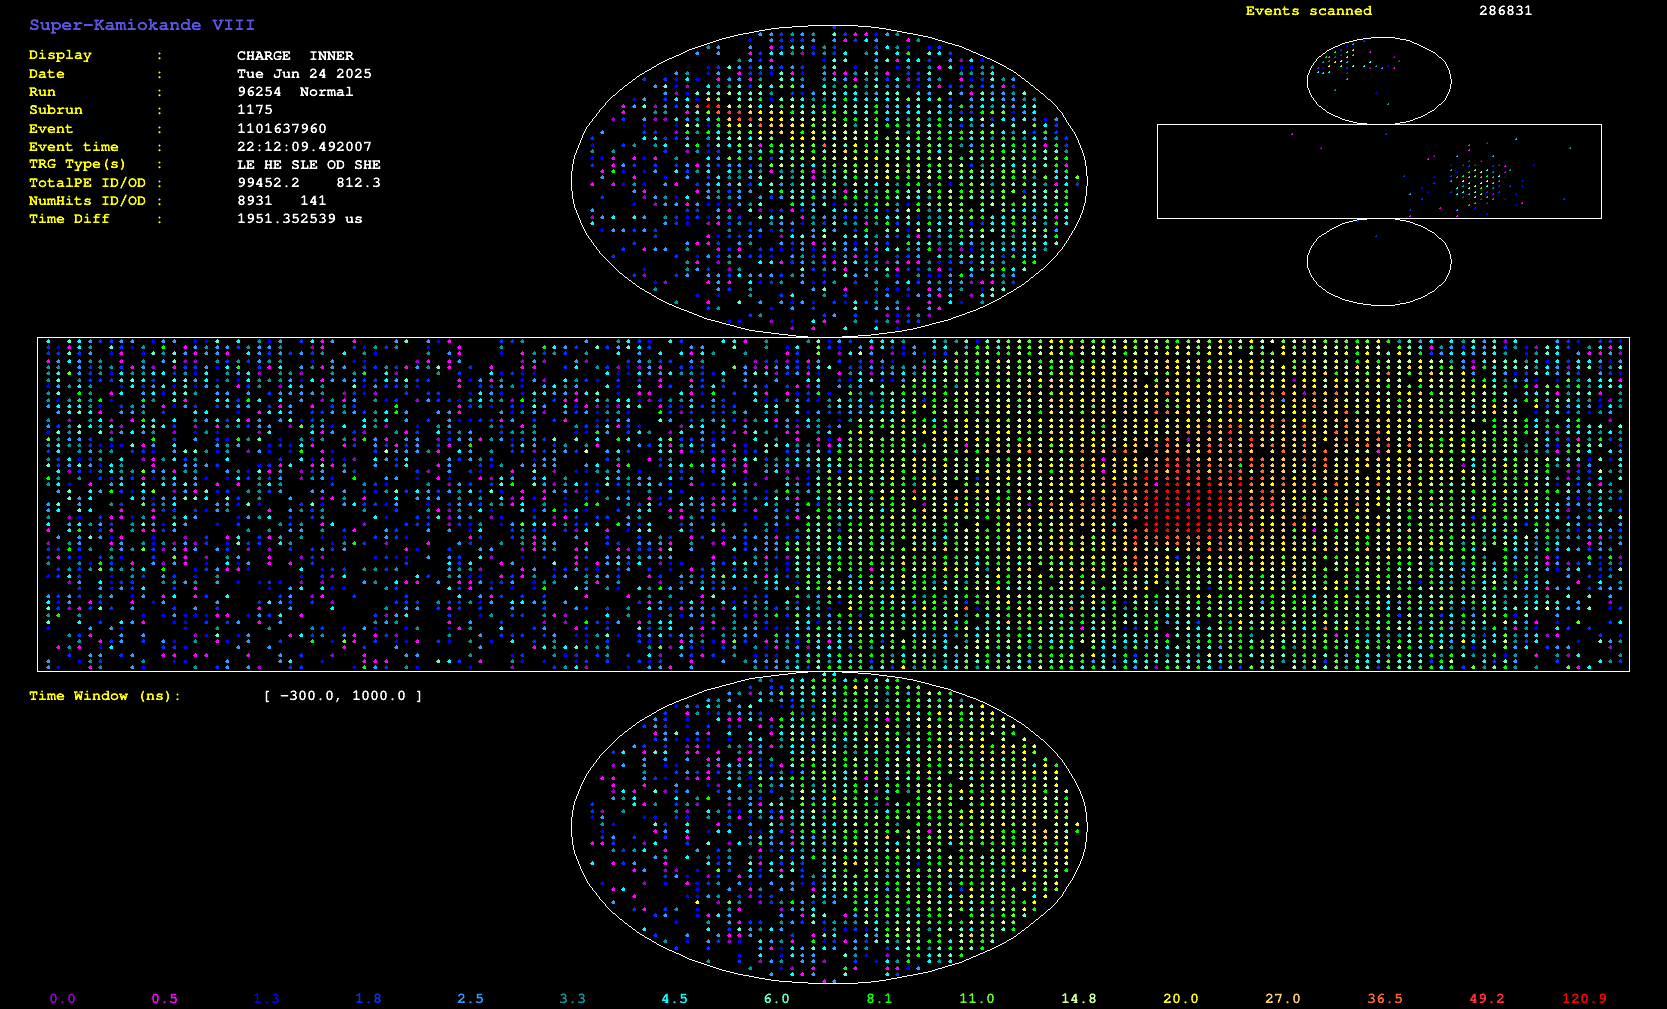 Super-Kamiokande VIII
Events scanned 286831
Display : CHARGE INNER
Date : Tue Jun 24 2025
Run : 96254 Normal
Subrun : 1175
Event : 1101637960
Event time : 22:12:09.492007
TRG Type(s) : LE HE SLE OD SHE
TotalPE ID/OD : 99452.2 812.3
NumHits ID/OD : 8931 141
Time Diff : 1951.352539 us
Time Window (ns): [ -300.0, 1000.0 ]
0.0 0.5 1.3 1.8 2.5 3.3 4.5 6.0 8.1 11.0 14.8 20.0 27.0 36.5 49.2 120.9